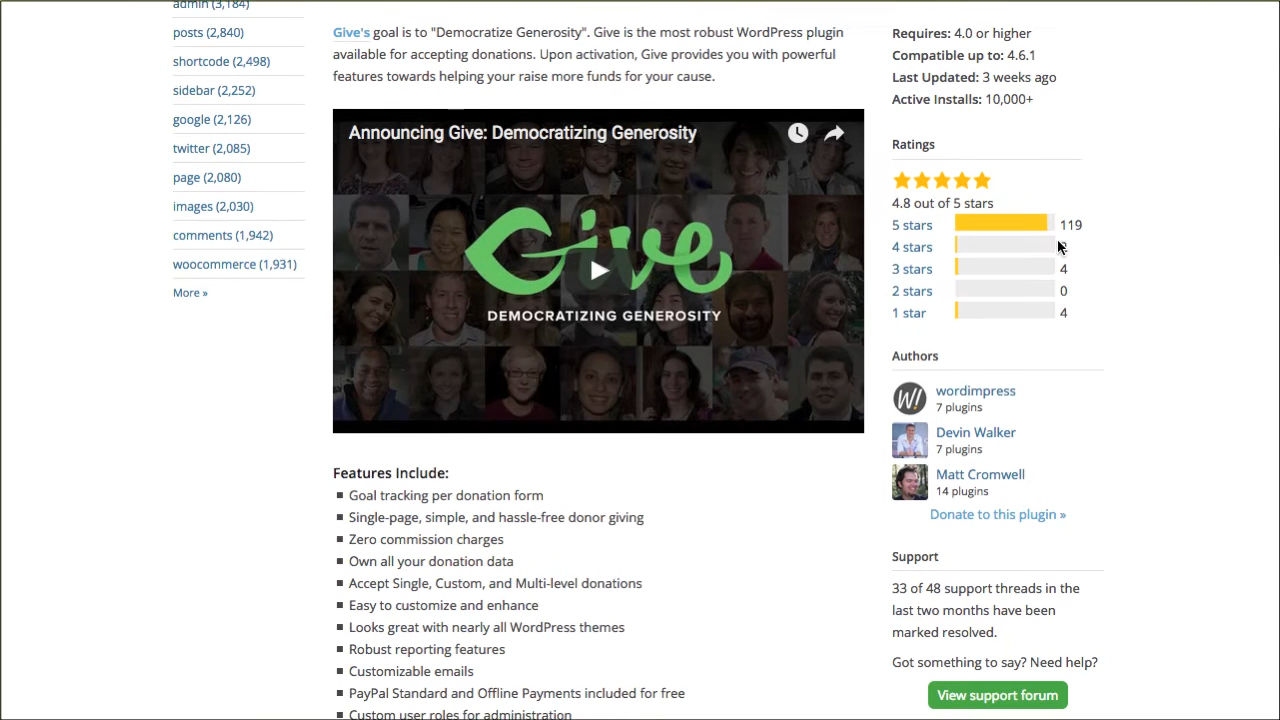 admin (3,184)
posts (2,840)
shortcode (2,498)
sidebar (2,252)
google (2,126)
twitter (2,085)
page (2,080)
images (2,030)
comments (1,942)
woocommerce (1,931)
More »
Give's goal is to "Democratize Generosity". Give is the most robust WordPress plugin
available for accepting donations. Upon activation, Give provides you with powerful
features towards helping your raise more funds for your cause.
Announcing Give: Democratizing Generosity
Give
DEMOCRATIZING GENEROSITY
Features Include:
Goal tracking per donation form
Single-page, simple, and hassle-free donor giving
Zero commission charges
Own all your donation data
Accept Single, Custom, and Multi-level donations
Easy to customize and enhance
Looks great with nearly all WordPress themes
Robust reporting features
Customizable emails
PayPal Standard and Offline Payments included for free
Custom user roles for administration
Requires: 4.0 or higher
Compatible up to: 4.6.1
Last Updated: 3 weeks ago
Active Installs: 10,000+
Ratings
4.8 out of 5 stars
5 stars 119
4 stars
3 stars 4
2 stars 0
1 star 4
Authors
W!
wordimpress
7 plugins
Devin Walker
7 plugins
Matt Cromwell
14 plugins
Donate to this plugin »
Support
33 of 48 support threads in the
last two months have been
marked resolved.
Got something to say? Need help?
View support forum